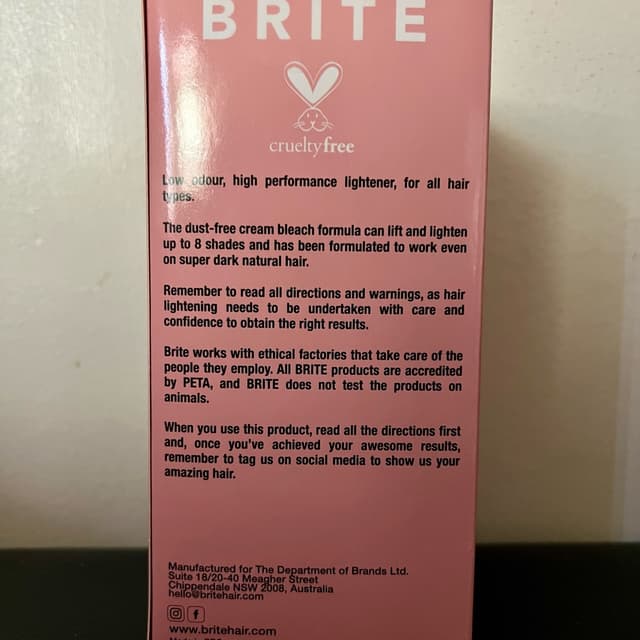 BRITE
crueltyfree
Low odour, high performance lightener, for all hair
types.
The dust-free cream bleach formula can lift and lighten
up to 8 shades and has been formulated to work even
on super dark natural hair.
Remember to read all directions and warnings, as hair
lightening needs to be undertaken with care and
confidence to obtain the right results.
Brite works with ethical factories that take care of the
people they employ. All BRITE products are accredited
by PETA, and BRITE does not test the products on
animals.
When you use this product, read all the directions first
and, once you've achieved your awesome results,
remember to tag us on social media to show us your
amazing hair.
Manufactured for The Department of Brands Ltd.
Suite 18/20-40 Meagher Street
Chippendale NSW 2008, Australia
hello@britehair.com
www.britehair.com